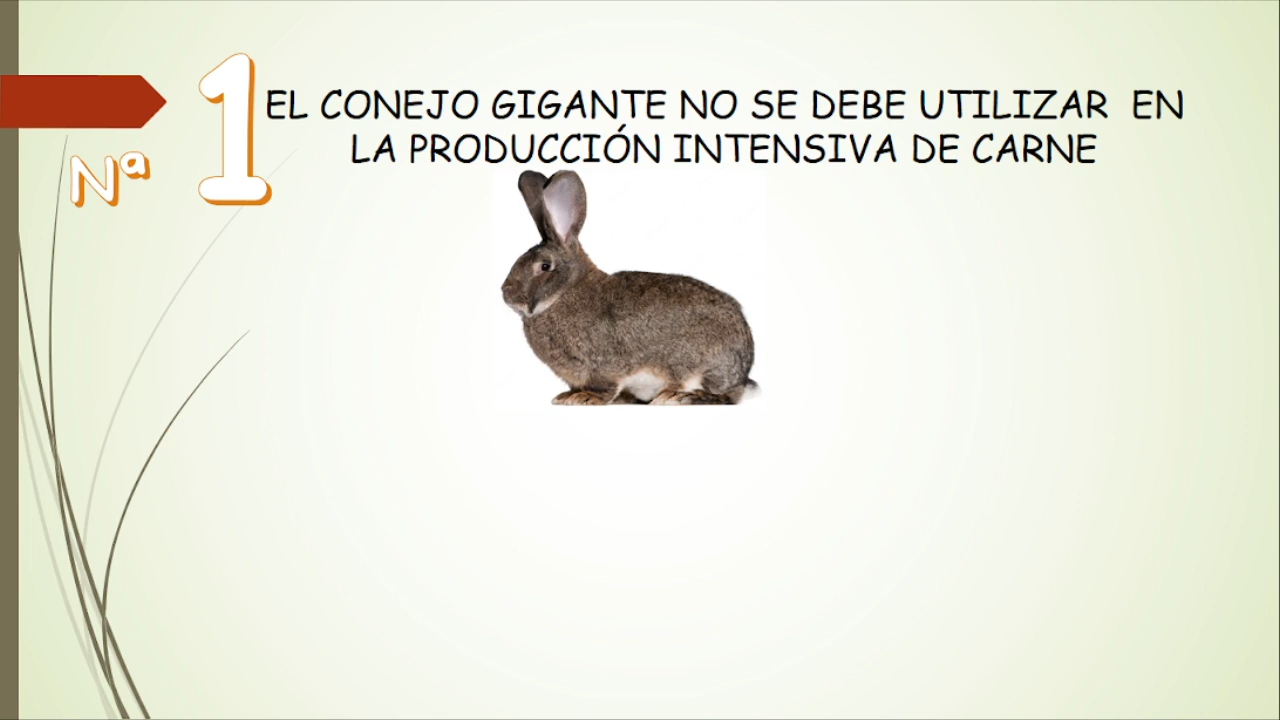 Nª 1
EL CONEJO GIGANTE NO SE DEBE UTILIZAR EN
LA PRODUCCIÓN INTENSIVA DE CARNE